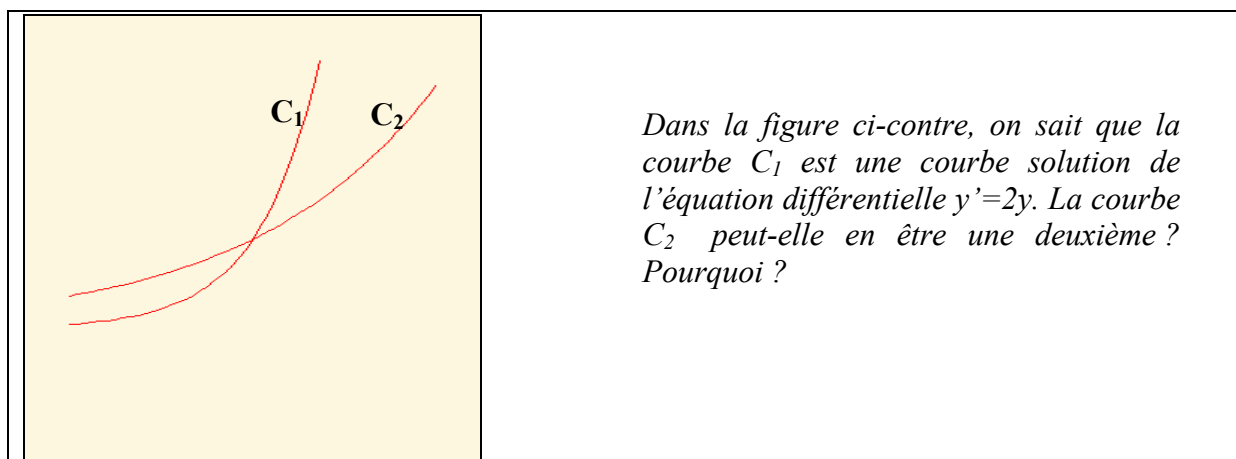 C₁
C₂
Dans la figure ci-contre, on sait que la
courbe C₁ est une courbe solution de
l’équation différentielle y’=2y. La courbe
C₂ peut-elle en être une deuxième ?
Pourquoi ?